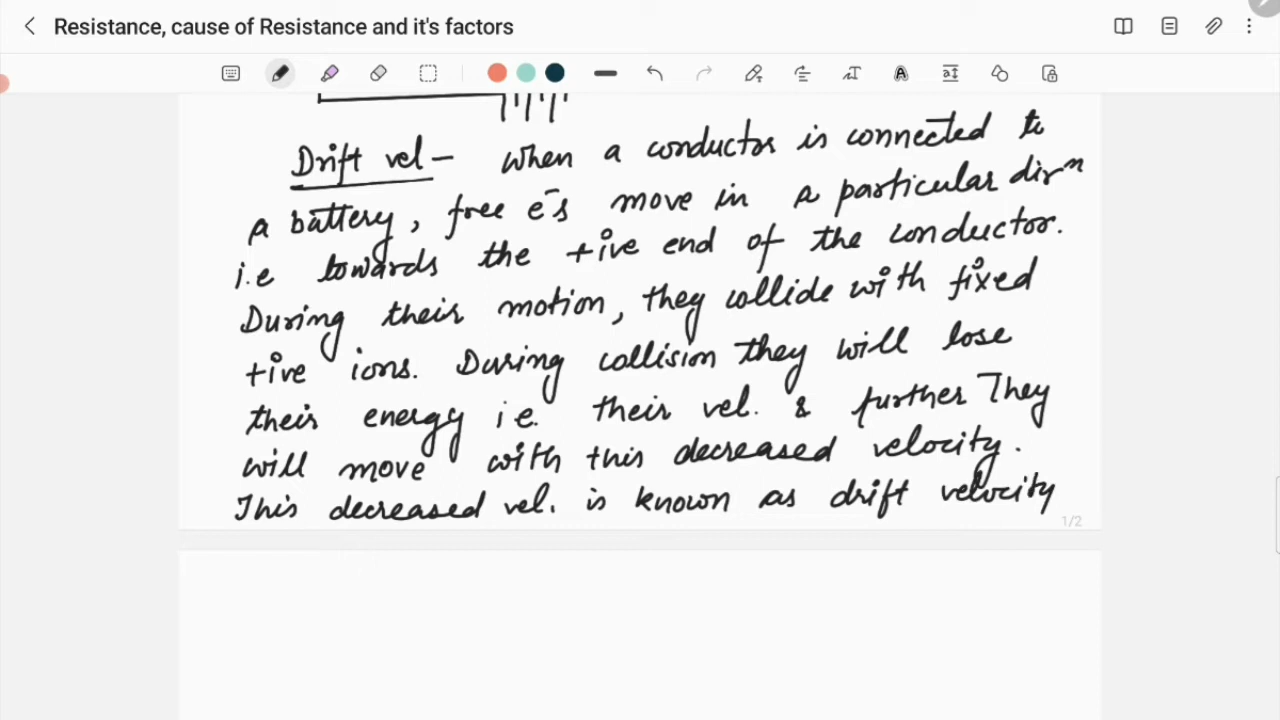 Resistance, cause of Resistance and it's factors
Drift vel - When a conductor is connected to
a battery, free e⁻s move in a particular dirⁿ
i.e towards the +ive end of the conductor.
During their motion, they collide with fixed
+ive ions. During collision they will lose
their energy i.e. their vel. & further They
will move with this decreased velocity.
This decreased vel. is known as drift velocity
1/2